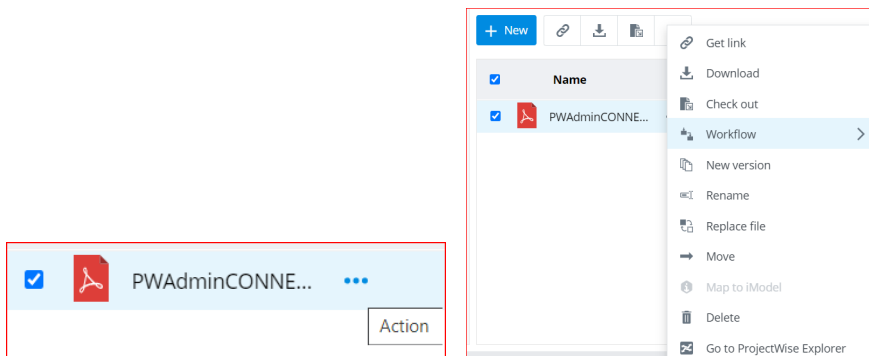 PWAdminCONNE...
Action
New
Name
PWAdminCONNE...
Get link
Download
Check out
Workflow
New version
Rename
Replace file
Move
Map to iModel
Delete
Go to ProjectWise Explorer